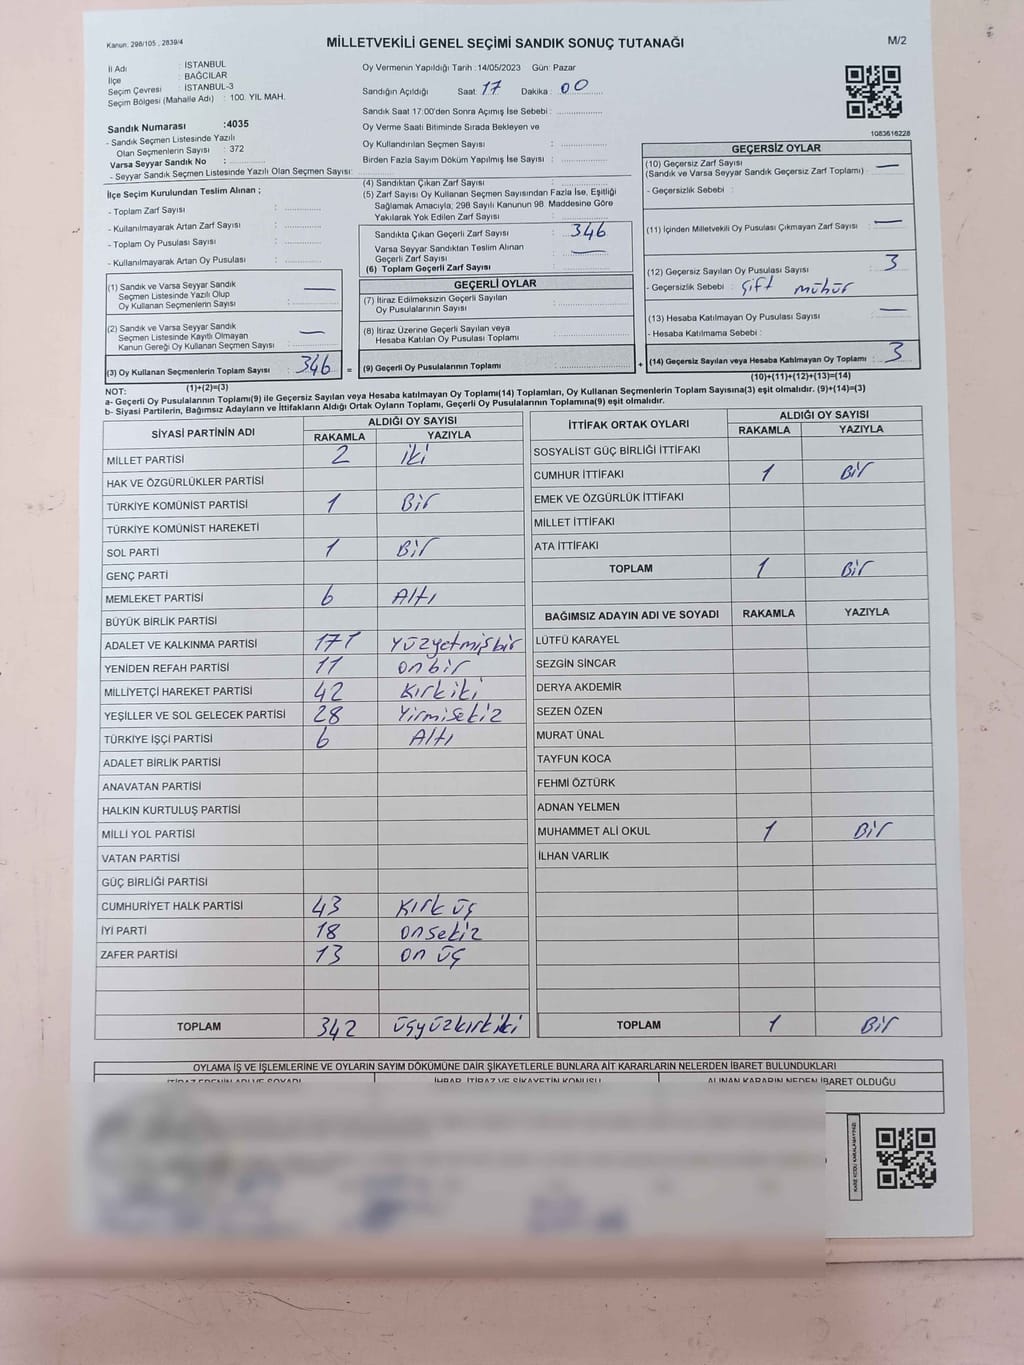 Kanun: 298/105 , 2839/4
MİLLETVEKİLİ GENEL SEÇİMİ SANDIK SONUÇ TUTANAĞI
M/2
İl Adı : İSTANBUL
İlçe : BAĞCILAR
Seçim Çevresi : İSTANBUL-3
Seçim Bölgesi (Mahalle Adı) : 100. YIL MAH.
Sandık Numarası :4035
- Sandık Seçmen Listesinde Yazılı
Olan Seçmenlerin Sayısı : 372
Varsa Seyyar Sandık No :
- Seyyar Sandık Seçmen Listesinde Yazılı Olan Seçmen Sayısı:
Oy Vermenin Yapıldığı Tarih : 14/05/2023 Gün: Pazar
Sandığın Açıldığı Saat: 17 Dakika : 00
Sandık Saat 17:00'den Sonra Açımış İse Sebebi :
Oy Verme Saati Bitiminde Sırada Bekleyen ve
Oy Kullandırılan Seçmen Sayısı :
Birden Fazla Sayım Döküm Yapılmış İse Sayısı :
1083616228
İlçe Seçim Kurulundan Teslim Alınan ;
- Toplam Zarf Sayısı :
- Kullanılmayarak Artan Zarf Sayısı :
- Toplam Oy Pusulası Sayısı :
- Kullanılmayarak Artan Oy Pusulası :
(4) Sandıktan Çıkan Zarf Sayısı :
(5) Zarf Sayısı Oy Kullanan Seçmen Sayısından Fazla İse, Eşitliği
Sağlamak Amacıyla; 298 Sayılı Kanunun 98. Maddesine Göre
Yakılarak Yok Edilen Zarf Sayısı :
Sandıkta Çıkan Geçerli Zarf Sayısı : 346
Varsa Seyyar Sandıktan Teslim Alınan
Geçerli Zarf Sayısı : —
(6) Toplam Geçerli Zarf Sayısı :
GEÇERSİZ OYLAR
(10) Geçersiz Zarf Sayısı —
(Sandık ve Varsa Seyyar Sandık Geçersiz Zarf Toplamı) :
- Geçersizlik Sebebi :
(11) İçinden Milletvekili Oy Pusulası Çıkmayan Zarf Sayısı : —
(12) Geçersiz Sayılan Oy Pusulası Sayısı : 3
- Geçersizlik Sebebi : Çift mühür
(13) Hesaba Katılmayan Oy Pusulası Sayısı : —
- Hesaba Katılmama Sebebi :
(14) Geçersiz Sayılan veya Hesaba Katılmayan Oy Toplamı : 3
(10)+(11)+(12)+(13)=(14)
(1) Sandık ve Varsa Seyyar Sandık
Seçmen Listesinde Yazılı Olup
Oy Kullanan Seçmenlerin Sayısı : —
(2) Sandık ve Varsa Seyyar Sandık
Seçmen Listesinde Kayıtlı Olmayan
Kanun Gereği Oy Kullanan Seçmen Sayısı : —
(3) Oy Kullanan Seçmenlerin Toplam Sayısı : 346 =
(1)+(2)=(3)
GEÇERLİ OYLAR
(7) İtiraz Edilmeksizin Geçerli Sayılan
Oy Pusulalarının Sayısı :
(8) İtiraz Üzerine Geçerli Sayılan veya
Hesaba Katılan Oy Pusulası Toplamı :
(9) Geçerli Oy Pusulalarının Toplamı : +
NOT:
a- Geçerli Oy Pusulalarının Toplamı(9) ile Geçersiz Sayılan veya Hesaba katılmayan Oy Toplamı(14) Toplamları, Oy Kullanan Seçmenlerin Toplam Sayısına(3) eşit olmalıdır. (9)+(14)=(3)
b- Siyasi Partilerin, Bağımsız Adayların ve İttifakların Aldığı Ortak Oyların Toplamı, Geçerli Oy Pusulalarının Toplamına(9) eşit olmalıdır.
SİYASİ PARTİNİN ADI ALDIĞI OY SAYISI
RAKAMLA YAZIYLA
MİLLET PARTİSİ 2 iki
HAK VE ÖZGÜRLÜKLER PARTİSİ
TÜRKİYE KOMÜNİST PARTİSİ 1 Bir
TÜRKİYE KOMÜNİST HAREKETİ
SOL PARTİ 1 Bir
GENÇ PARTİ
MEMLEKET PARTİSİ 6 Altı
BÜYÜK BİRLİK PARTİSİ
ADALET VE KALKINMA PARTİSİ 171 Yüzyetmişbir
YENİDEN REFAH PARTİSİ 11 onbir
MİLLİYETÇİ HAREKET PARTİSİ 42 Kırkiki
YEŞİLLER VE SOL GELECEK PARTİSİ 28 Yirmisekiz
TÜRKİYE İŞÇİ PARTİSİ 6 Altı
ADALET BİRLİK PARTİSİ
ANAVATAN PARTİSİ
HALKIN KURTULUŞ PARTİSİ
MİLLİ YOL PARTİSİ
VATAN PARTİSİ
GÜÇ BİRLİĞİ PARTİSİ
CUMHURİYET HALK PARTİSİ 43 Kırk üç
İYİ PARTİ 18 onsekiz
ZAFER PARTİSİ 13 on üç
TOPLAM 342 üçyüzkırkiki
İTTİFAK ORTAK OYLARI ALDIĞI OY SAYISI
RAKAMLA YAZIYLA
SOSYALİST GÜÇ BİRLİĞİ İTTİFAKI
CUMHUR İTTİFAKI 1 Bir
EMEK VE ÖZGÜRLÜK İTTİFAKI
MİLLET İTTİFAKI
ATA İTTİFAKI
TOPLAM 1 Bir
BAĞIMSIZ ADAYIN ADI VE SOYADI RAKAMLA YAZIYLA
LÜTFÜ KARAYEL
SEZGİN SİNCAR
DERYA AKDEMİR
SEZEN ÖZEN
MURAT ÜNAL
TAYFUN KOCA
FEHMİ ÖZTÜRK
ADNAN YELMEN
MUHAMMET ALİ OKUL 1 Bir
İLHAN VARLIK
TOPLAM 1 Bir
OYLAMA İŞ VE İŞLEMLERİNE VE OYLARIN SAYIM DÖKÜMÜNE DAİR ŞİKAYETLERLE BUNLARA AİT KARARLARIN NELERDEN İBARET BULUNDUKLARI
İTİRAZ EDENİN ADI VE SOYADI İHBAR, İTİRAZ VE ŞİKAYETİN KONUSU ALINAN KARARIN NEDEN İBARET OLDUĞU
KARE KODU KARALAMAYINIZ!